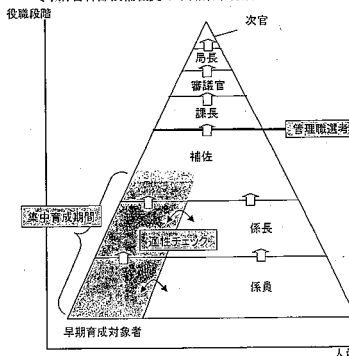 役職段階
次官
局長
審議官
課長
管理職選考
補佐
集中育成期間
係長
適性チェック
係員
早期育成対象者